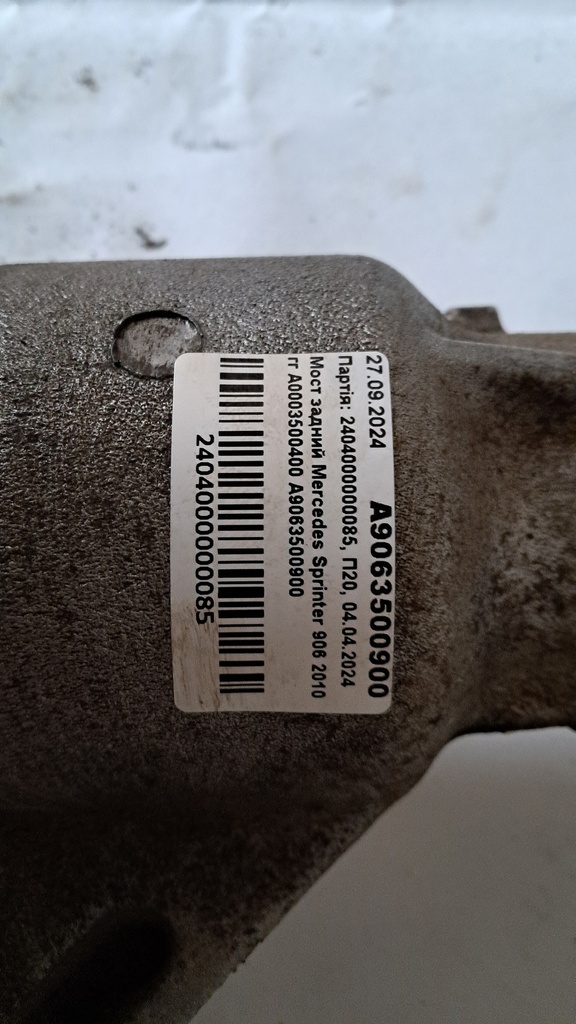 27.09.2024 A9063500900
Партія: 2404000000085, П20, 04.04.2024
Мост задний Mercedes Sprinter 906 2010
гг A0003500400 A9063500900
2404000000085